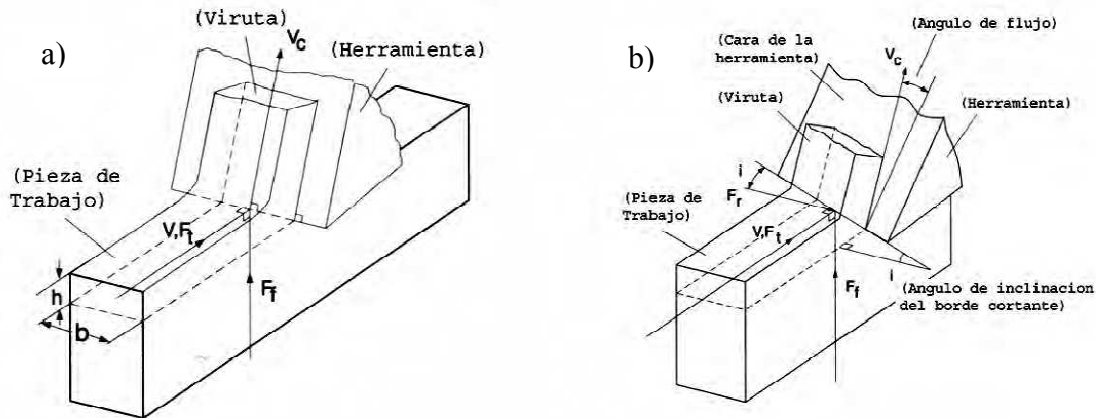 a)
(Viruta)
Vc
(Herramienta)
(Pieza de
Trabajo)
V,Ft
Ff
h
b
b)
(Angulo de flujo)
(Cara de la
herramienta)
Vc
(Viruta)
(Herramienta)
i
Fr
(Pieza de
Trabajo)
V,Ft
Ff
i
(Angulo de inclinacion
del borde cortante)